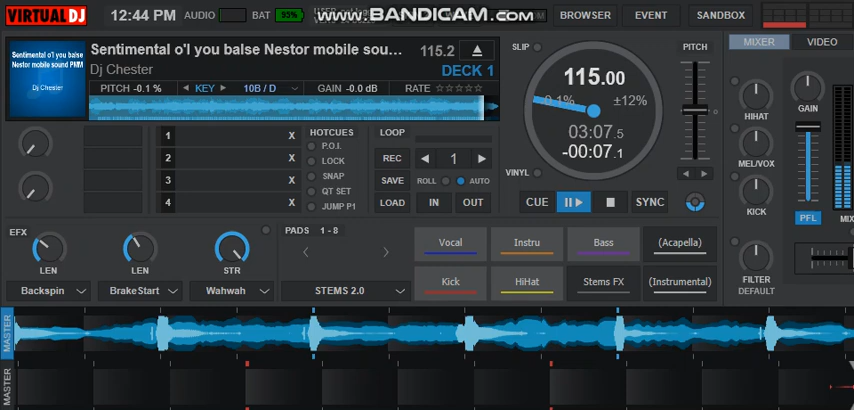 VIRTUALDJ 12:44 PM AUDIO BAT 93% www.BANDICAM.com BROWSER EVENT SANDBOX
Sentimental o'l you balse Nestor mobile sound PMM
Dj Chester
Sentimental o'l you balse Nestor mobile sou... 115.2
Dj Chester DECK 1
PITCH -0.1 % KEY 10B / D GAIN -0.0 dB RATE
SLIP PITCH
115.00
-0.1% ±12%
03:07.5
-00:07.1
VINYL
1 X
2 X
3 X
4 X
HOTCUES
P.O.I.
LOCK
SNAP
QT SET
JUMP P1
LOOP
REC 1
SAVE ROLL AUTO
LOAD IN OUT
CUE SYNC
MIXER VIDEO
GAIN
HIHAT
MEL/VOX
KICK
PFL MIX
FILTER
DEFAULT
EFX
LEN LEN STR
Backspin BrakeStart Wahwah
PADS 1 - 8
STEMS 2.0
Vocal Instru Bass (Acapella)
Kick HiHat Stems FX (Instrumental)
MASTER
MASTER